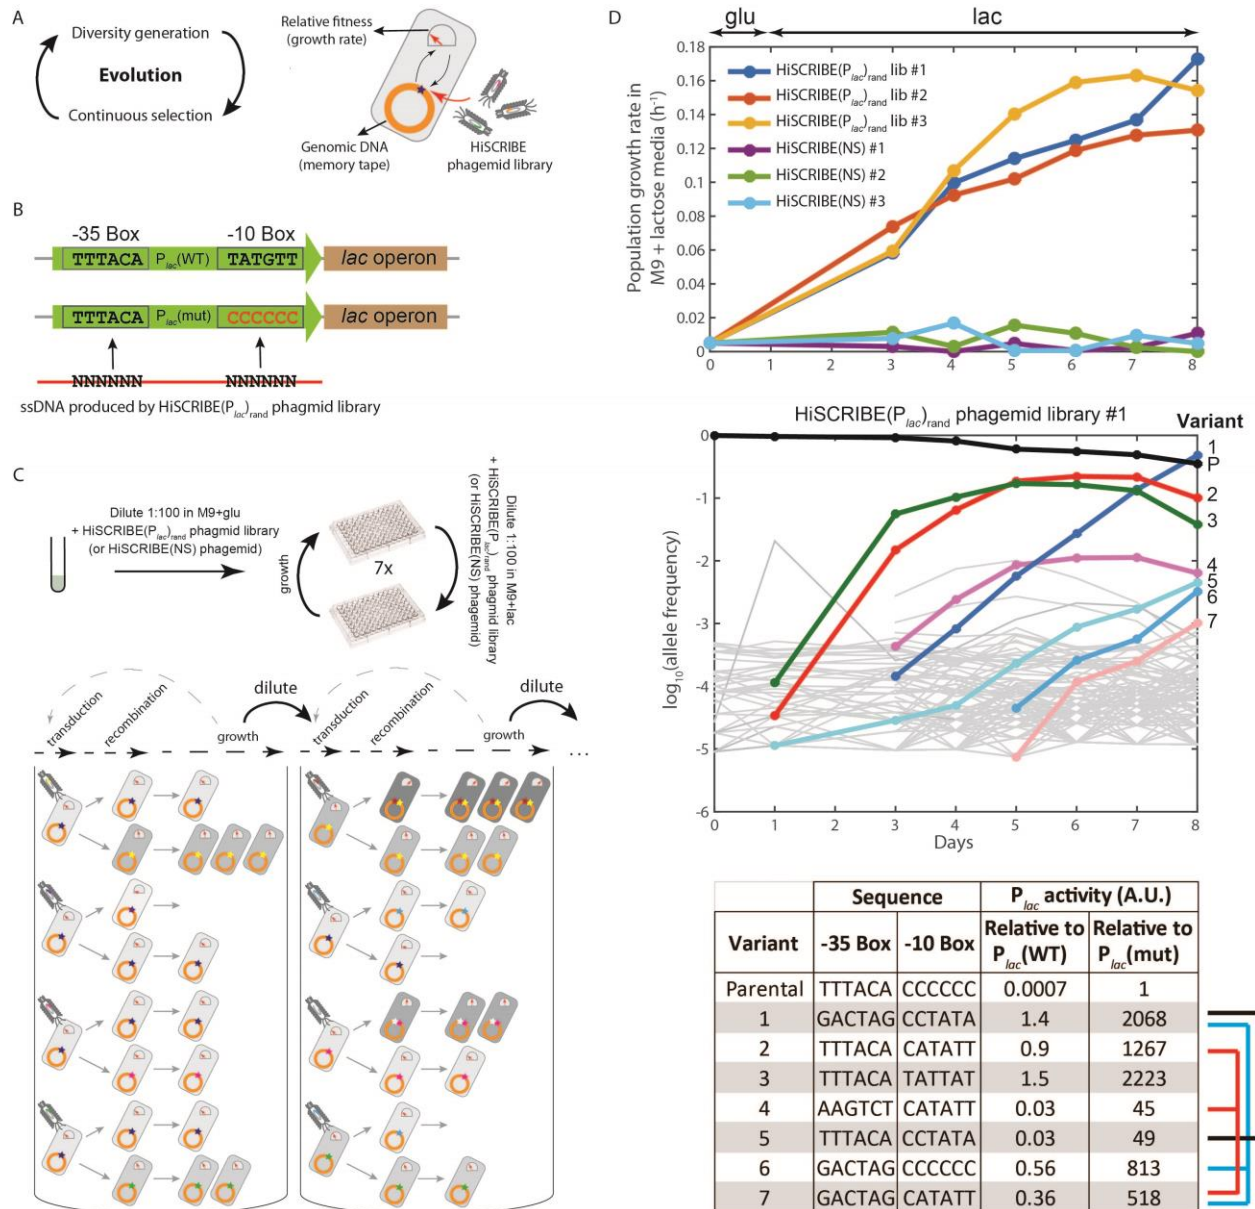 A
Diversity generation
Evolution
Continuous selection
Relative fitness
(growth rate)
Genomic DNA
(memory tape)
HiSCRIBE
phagemid library
B
-35 Box
-10 Box
TTTACA Plac(WT) TATGTT lac operon
TTTACA Plac(mut) CCCCCC lac operon
NNNNNN NNNNNN
ssDNA produced by HiSCRIBE(Plac)rand phagmid library
C
Dilute 1:100 in M9+glu
+ HiSCRIBE(Plac)rand phagmid library
(or HiSCRIBE(NS) phagemid)
growth
7x
Dilute 1:100 in M9+lac
+ HiSCRIBE(Plac)rand phagmid library
(or HiSCRIBE(NS) phagemid)
transduction
recombination
growth
dilute
transduction
recombination
growth
dilute
...
D
glu
lac
Population growth rate in
M9 + lactose media (h-1)
0.18
0.16
0.14
0.12
0.1
0.08
0.06
0.04
0.02
0
HiSCRIBE(Plac)rand lib #1
HiSCRIBE(Plac)rand lib #2
HiSCRIBE(Plac)rand lib #3
HiSCRIBE(NS) #1
HiSCRIBE(NS) #2
HiSCRIBE(NS) #3
0 1 2 3 4 5 6 7 8
HiSCRIBE(Plac)rand phagemid library #1
Variant
log10(allele frequency)
0
-1
-2
-3
-4
-5
-6
1
P
2
3
4
5
6
7
0 1 2 3 4 5 6 7 8
Days
Sequence Plac activity (A.U.)
Variant -35 Box -10 Box Relative to Plac(WT) Relative to Plac(mut)
Parental TTTACA CCCCCC 0.0007 1
1 GACTAG CCTATA 1.4 2068
2 TTTACA CATATT 0.9 1267
3 TTTACA TATTAT 1.5 2223
4 AAGTCT CATATT 0.03 45
5 TTTACA CCTATA 0.03 49
6 GACTAG CCCCCC 0.56 813
7 GACTAG CATATT 0.36 518